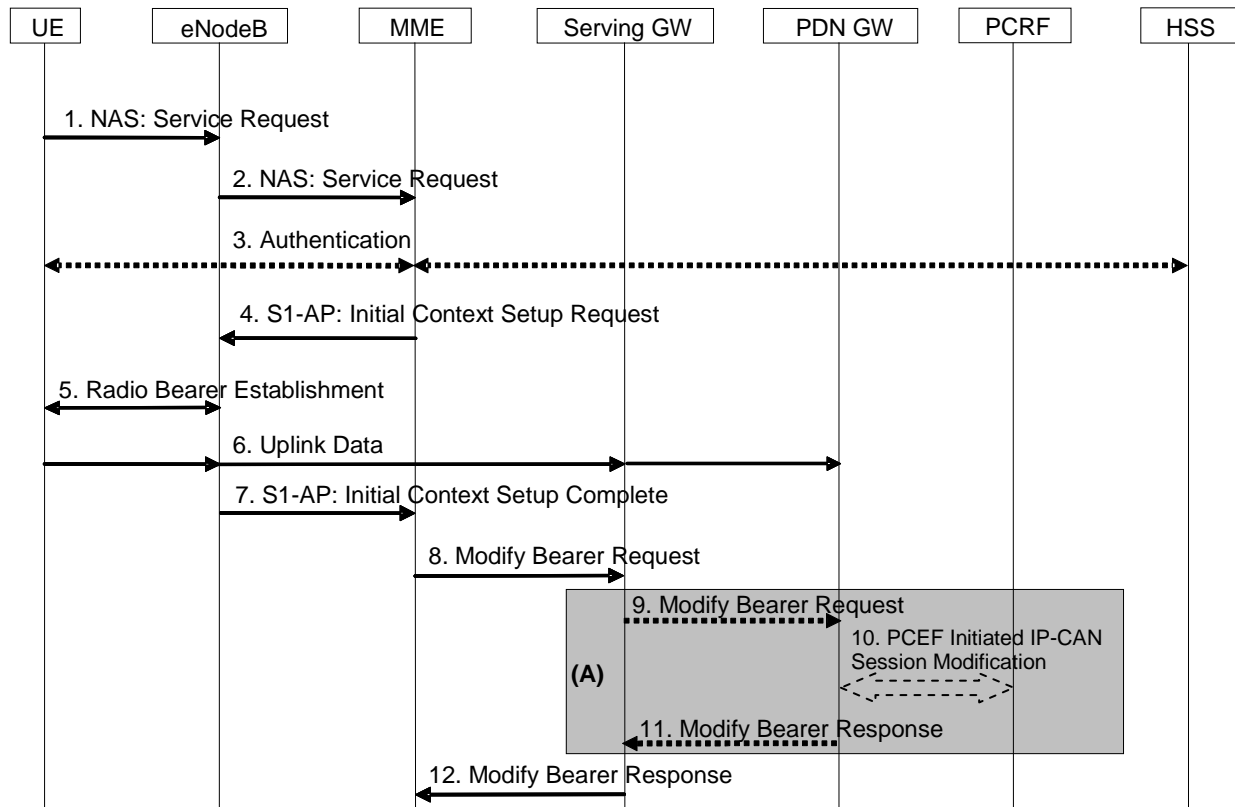 UE eNodeB MME Serving GW PDN GW PCRF HSS
1. NAS: Service Request
2. NAS: Service Request
3. Authentication
4. S1-AP: Initial Context Setup Request
5. Radio Bearer Establishment
6. Uplink Data
7. S1-AP: Initial Context Setup Complete
8. Modify Bearer Request
9. Modify Bearer Request
10. PCEF Initiated IP-CAN
Session Modification
(A)
11. Modify Bearer Response
12. Modify Bearer Response